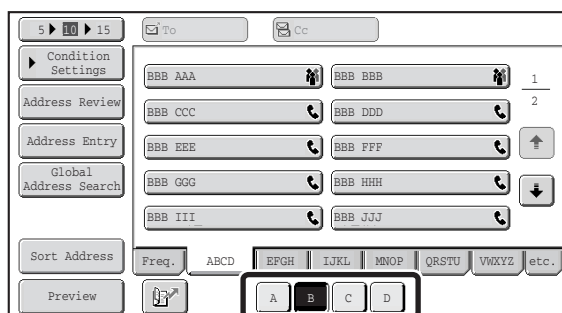 5 10 15
To
Cc
Condition
Settings
Address Review
Address Entry
Global
Address Search
Sort Address
Preview
BBB AAA
BBB BBB
BBB CCC
BBB DDD
BBB EEE
BBB FFF
BBB GGG
BBB HHH
BBB III
BBB JJJ
1
2
Freq.
ABCD
EFGH
IJKL
MNOP
QRSTU
VWXYZ
etc.
A
B
C
D